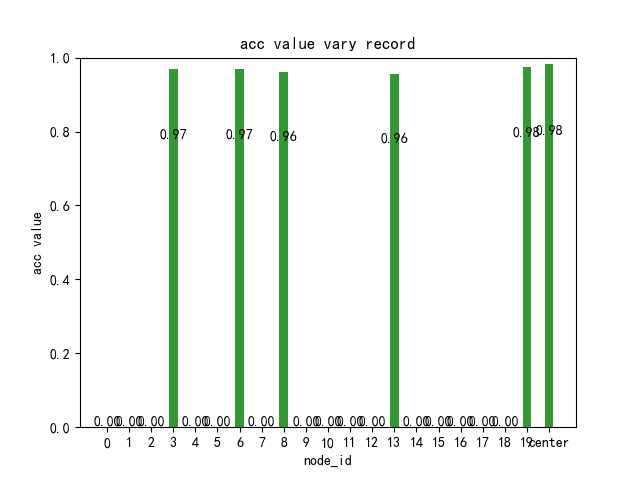 acc value vary record
1.0
0.8
0.6
0.4
0.2
0.0
acc value
0.97 0.97 0.96 0.96 0.98 0.98
0.00 0.00 0.00 0.00 0.00 0.00 0.00 0.00 0.00 0.00 0.00 0.00 0.00 0.00 0.00
0 1 2 3 4 5 6 7 8 9 10 11 12 13 14 15 16 17 18 19 center
node_id